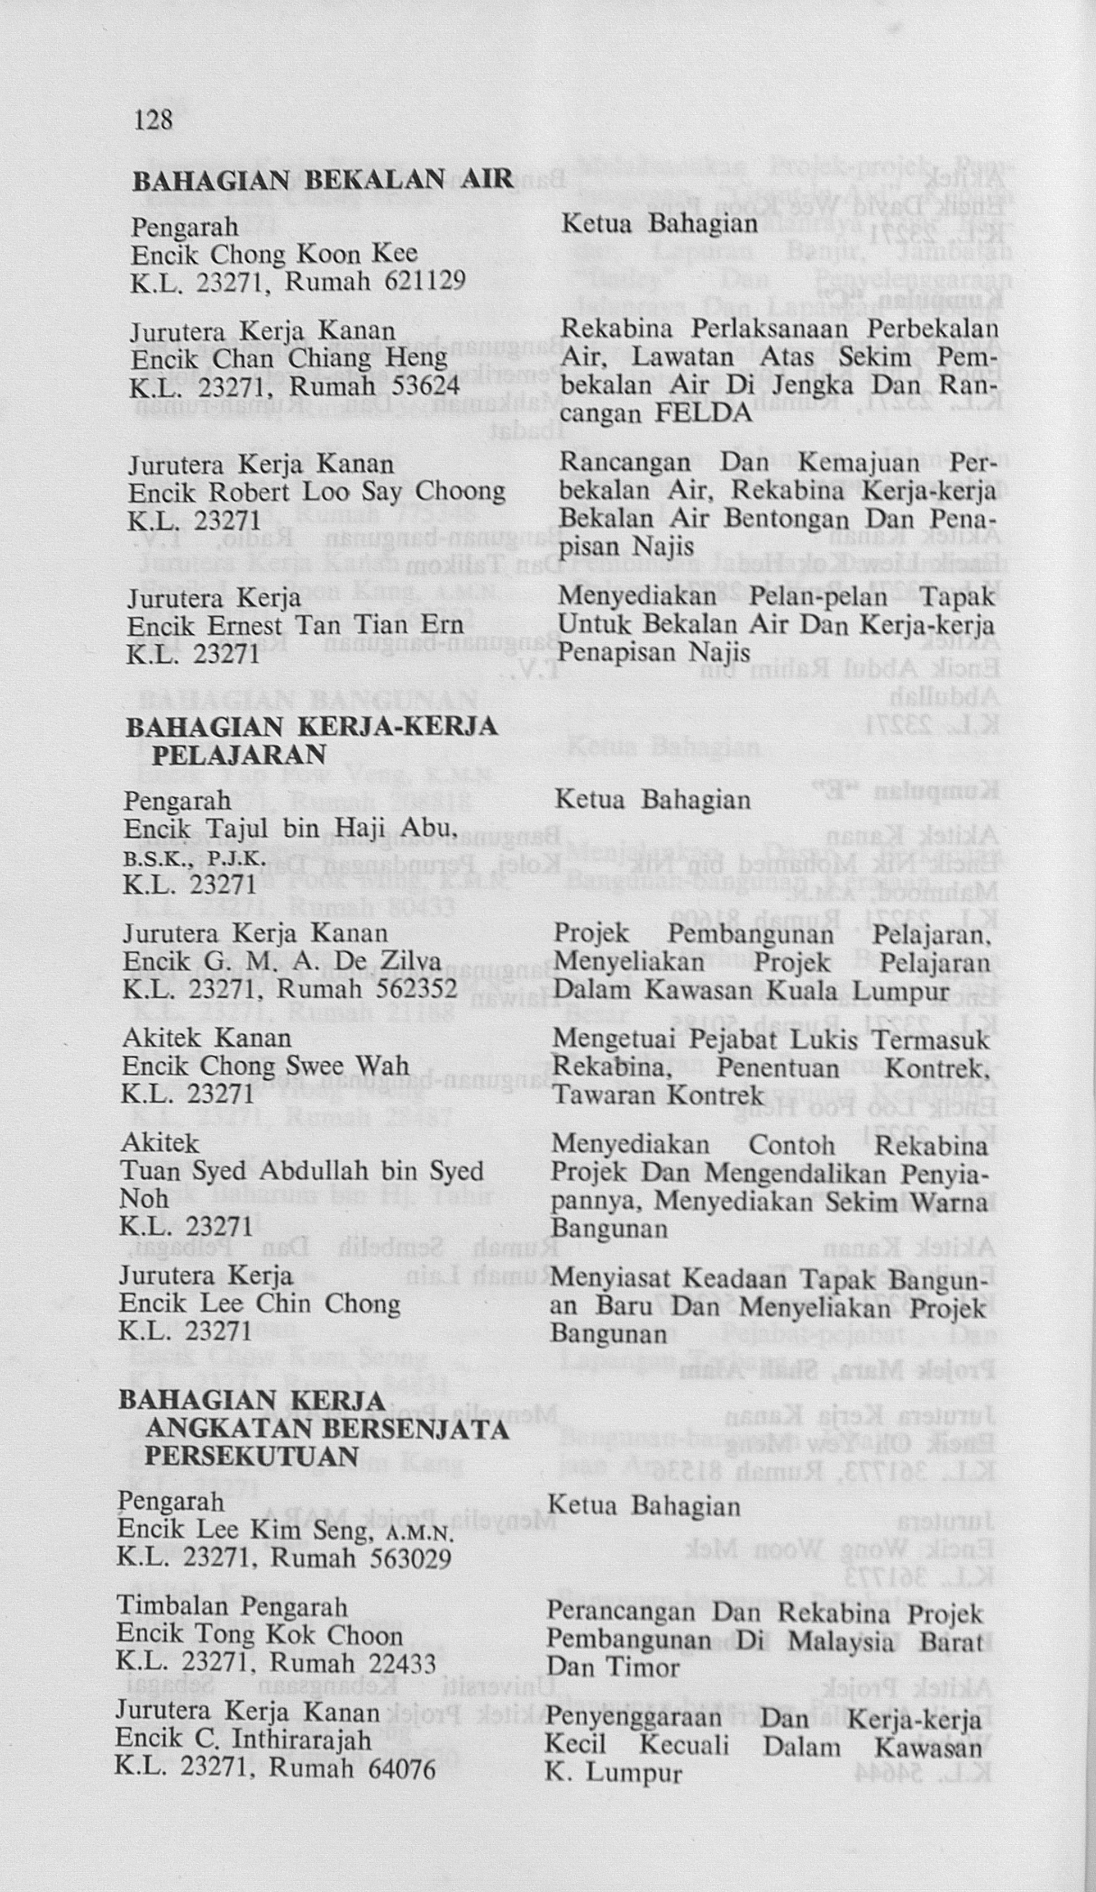 128
BAHAGIAN BEKALAN AIR
Pengarah
Encik Chong Koon Kee
K.L. 23271, Rumah 621129
Ketua Bahagian
Jurutera Kerja Kanan
Encik Chan Chiang Heng
K.L. 23271, Rumah 53624
Rekabina Perlaksanaan Perbekalan
Air, Lawatan Atas Sekim Pem-
bekalan Air Di Jengka Dan Ran-
cangan FELDA
Jurutera Kerja Kanan
Encik Robert Loo Say Choong
K.L. 23271
Rancangan Dan Kemajuan Per-
bekalan Air, Rekabina Kerja-kerja
Bekalan Air Bentongan Dan Pena-
pisan Najis
Jurutera Kerja
Encik Ernest Tan Tian Ern
K.L. 23271
Menyediakan Pelan-pelan Tapak
Untuk Bekalan Air Dan Kerja-kerja
Penapisan Najis
BAHAGIAN KERJA-KERJA
PELAJARAN
Pengarah
Encik Tajul bin Haji Abu,
B.S.K., P.J.K.
K.L. 23271
Ketua Bahagian
Jurutera Kerja Kanan
Encik G. M. A. De Zilva
K.L. 23271, Rumah 562352
Projek Pembangunan Pelajaran,
Menyeliakan Projek Pelajaran
Dalam Kawasan Kuala Lumpur
Akitek Kanan
Encik Chong Swee Wah
K.L. 23271
Mengetuai Pejabat Lukis Termasuk
Rekabina, Penentuan Kontrek,
Tawaran Kontrek
Akitek
Tuan Syed Abdullah bin Syed
Noh
K.L. 23271
Menyediakan Contoh Rekabina
Projek Dan Mengendalikan Penyia-
pannya, Menyediakan Sekim Warna
Bangunan
Jurutera Kerja
Encik Lee Chin Chong
K.L. 23271
Menyiasat Keadaan Tapak Bangun-
an Baru Dan Menyeliakan Projek
Bangunan
BAHAGIAN KERJA
ANGKATAN BERSENJATA
PERSEKUTUAN
Pengarah
Encik Lee Kim Seng, A.M.N.
K.L. 23271, Rumah 563029
Ketua Bahagian
Timbalan Pengarah
Encik Tong Kok Choon
K.L. 23271, Rumah 22433
Perancangan Dan Rekabina Projek
Pembangunan Di Malaysia Barat
Dan Timor
Jurutera Kerja Kanan
Encik C. Inthirarajah
K.L. 23271, Rumah 64076
Penyenggaraan Dan Kerja-kerja
Kecil Kecuali Dalam Kawasan
K. Lumpur